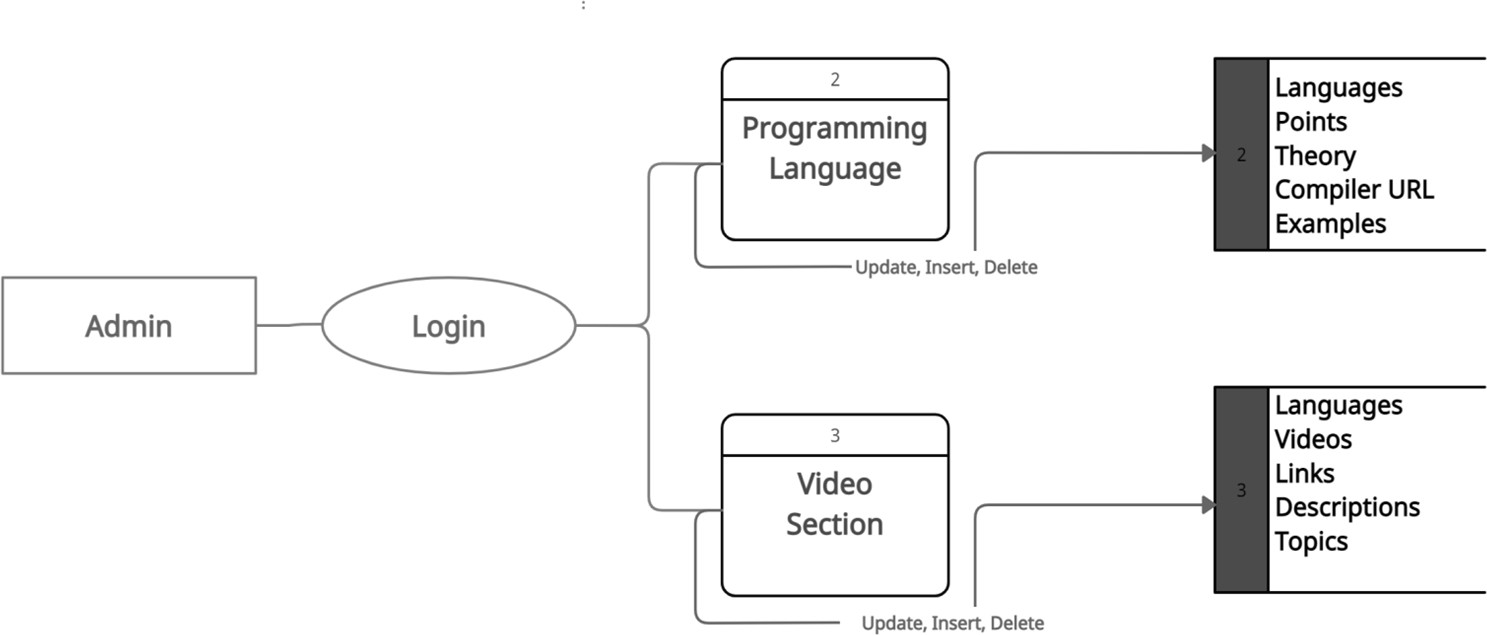 2
Programming
Language
Update, Insert, Delete
2
Languages
Points
Theory
Compiler URL
Examples
Admin
Login
3
Video
Section
Update, Insert, Delete
3
Languages
Videos
Links
Descriptions
Topics